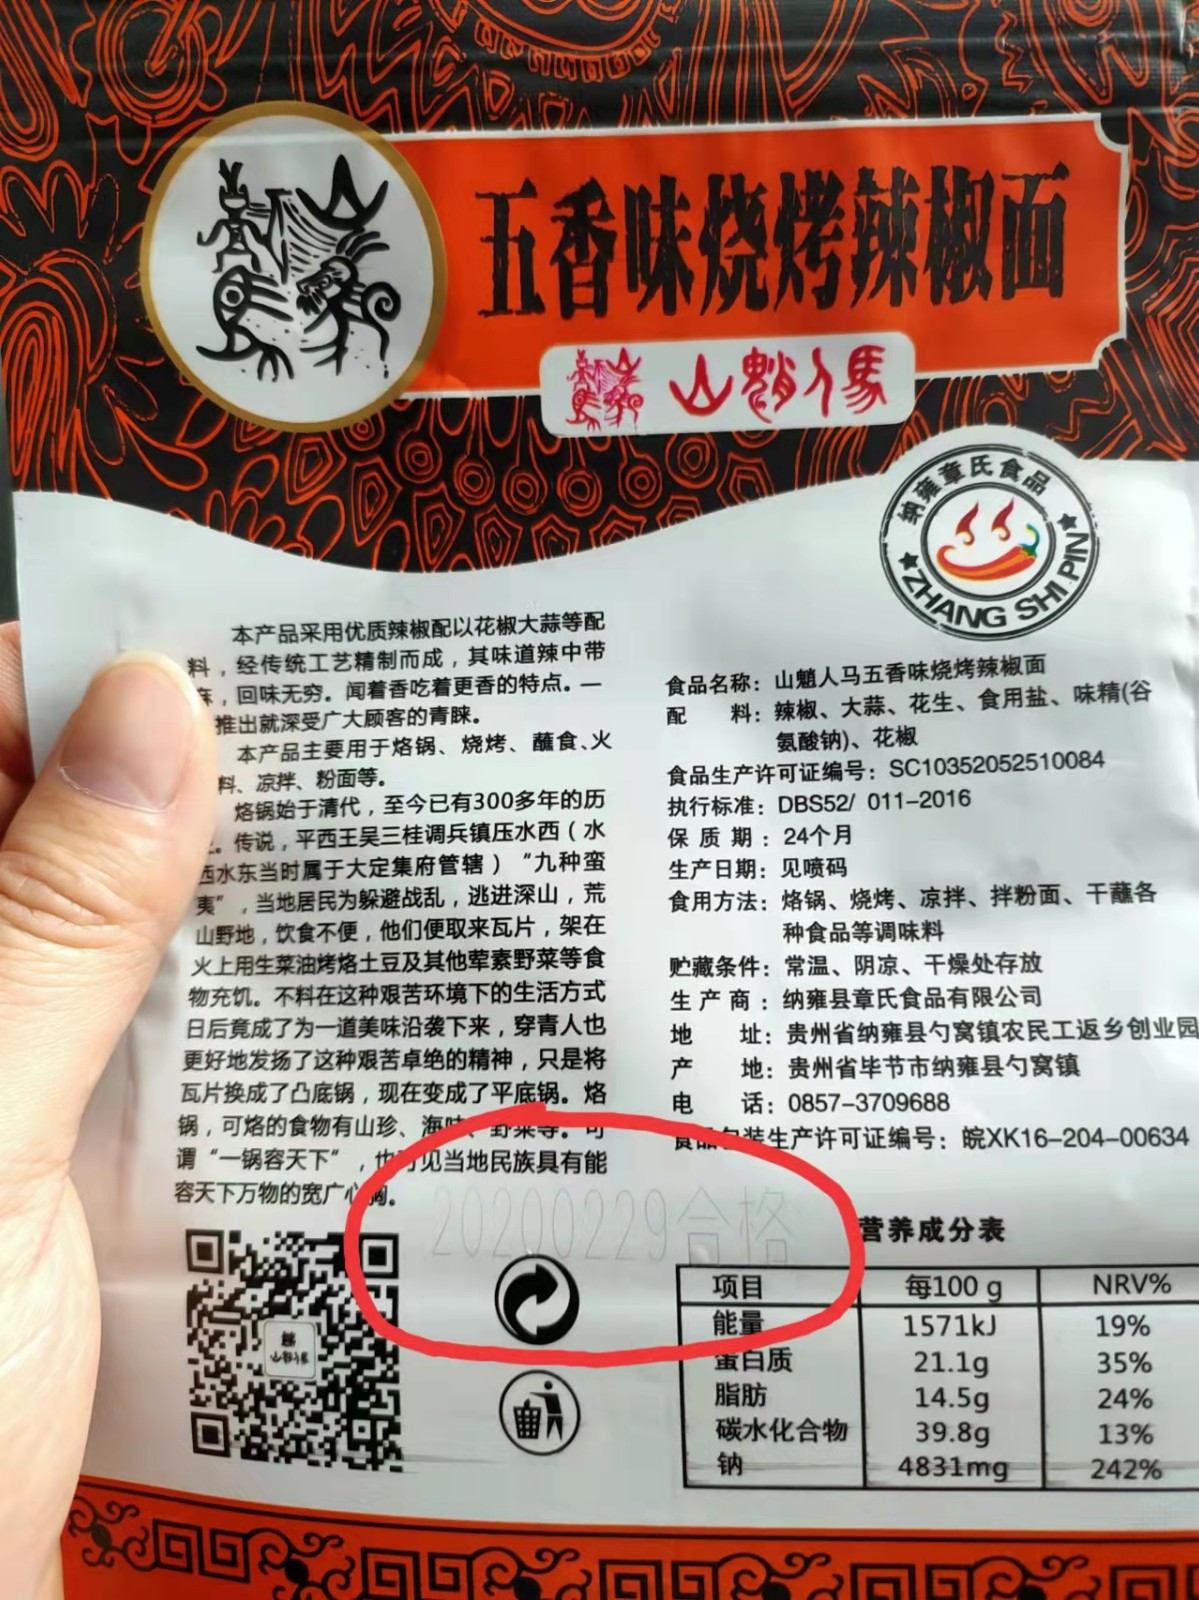 五香味烧烤辣椒面
山魈人馬
纳雍章氏食品
ZHANG SHI PIN
本产品采用优质辣椒配以花椒大蒜等配
料，经传统工艺精制而成，其味道辣中带
，回味无穷。闻着香吃着更香的特点。一
推出就深受广大顾客的青睐。
本产品主要用于烙锅、烧烤、蘸食、火
料、凉拌、粉面等。
烙锅始于清代，至今已有300多年的历
。传说，平西王吴三桂调兵镇压水西（水
西水东当时属于大定集府管辖）“九种蛮
夷”，当地居民为躲避战乱，逃进深山，荒
山野地，饮食不便，他们便取来瓦片，架在
火上用生菜油烤烙土豆及其他荤素野菜等食
物充饥。不料在这种艰苦环境下的生活方式
日后竟成了为一道美味沿袭下来，穿青人也
更好地发扬了这种艰苦卓绝的精神，只是将
瓦片换成了凸底锅，现在变成了平底锅。烙
锅，可烙的食物有山珍、海味、野菜等。可
谓“一锅容天下”，也可见当地民族具有能
容天下万物的宽广心胸。
食品名称：山魈人马五香味烧烤辣椒面
配 料：辣椒、大蒜、花生、食用盐、味精(谷
氨酸钠)、花椒
食品生产许可证编号：SC10352052510084
执行标准：DBS52/ 011-2016
保 质 期：24个月
生产日期：见喷码
食用方法：烙锅、烧烤、凉拌、拌粉面、干蘸各
种食品等调味料
贮藏条件：常温、阴凉、干燥处存放
生 产 商：纳雍县章氏食品有限公司
地 址：贵州省纳雍县勺窝镇农民工返乡创业园
产 地：贵州省毕节市纳雍县勺窝镇
电 话：0857-3709688
食品包装生产许可证编号：皖XK16-204-00634
20200229合格
营养成分表
项目 每100 g NRV%
能量 1571kJ 19%
蛋白质 21.1g 35%
脂肪 14.5g 24%
碳水化合物 39.8g 13%
钠 4831mg 242%